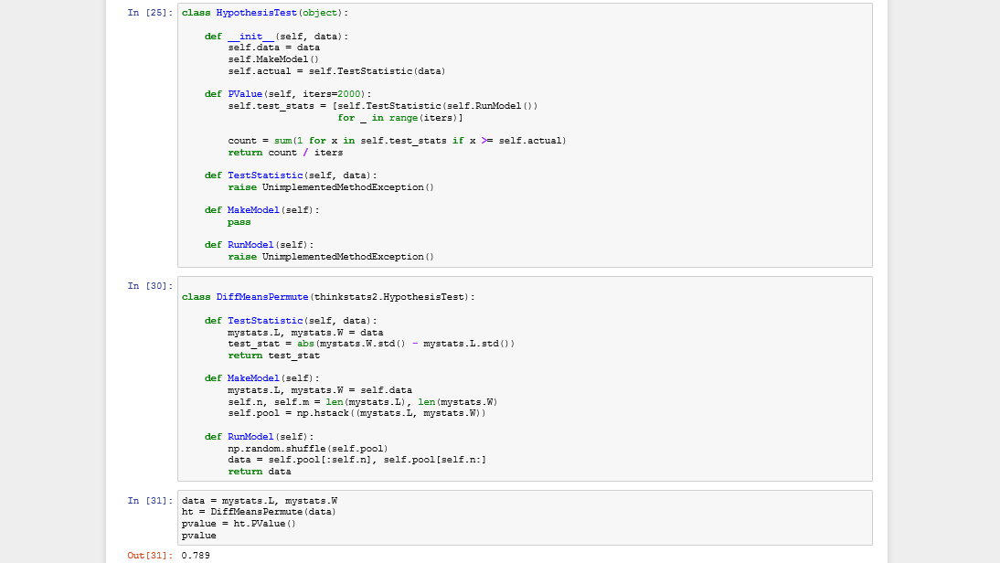 In [25]: class HypothesisTest(object):
def __init__(self, data):
self.data = data
self.MakeModel()
self.actual = self.TestStatistic(data)
def PValue(self, iters=2000):
self.test_stats = [self.TestStatistic(self.RunModel())
for _ in range(iters)]
count = sum(1 for x in self.test_stats if x >= self.actual)
return count / iters
def TestStatistic(self, data):
raise UnimplementedMethodException()
def MakeModel(self):
pass
def RunModel(self):
raise UnimplementedMethodException()
In [30]:
class DiffMeansPermute(thinkstats2.HypothesisTest):
def TestStatistic(self, data):
mystats.L, mystats.W = data
test_stat = abs(mystats.W.std() - mystats.L.std())
return test_stat
def MakeModel(self):
mystats.L, mystats.W = self.data
self.n, self.m = len(mystats.L), len(mystats.W)
self.pool = np.hstack((mystats.L, mystats.W))
def RunModel(self):
np.random.shuffle(self.pool)
data = self.pool[:self.n], self.pool[self.n:]
return data
In [31]: data = mystats.L, mystats.W
ht = DiffMeansPermute(data)
pvalue = ht.PValue()
pvalue
Out[31]: 0.789